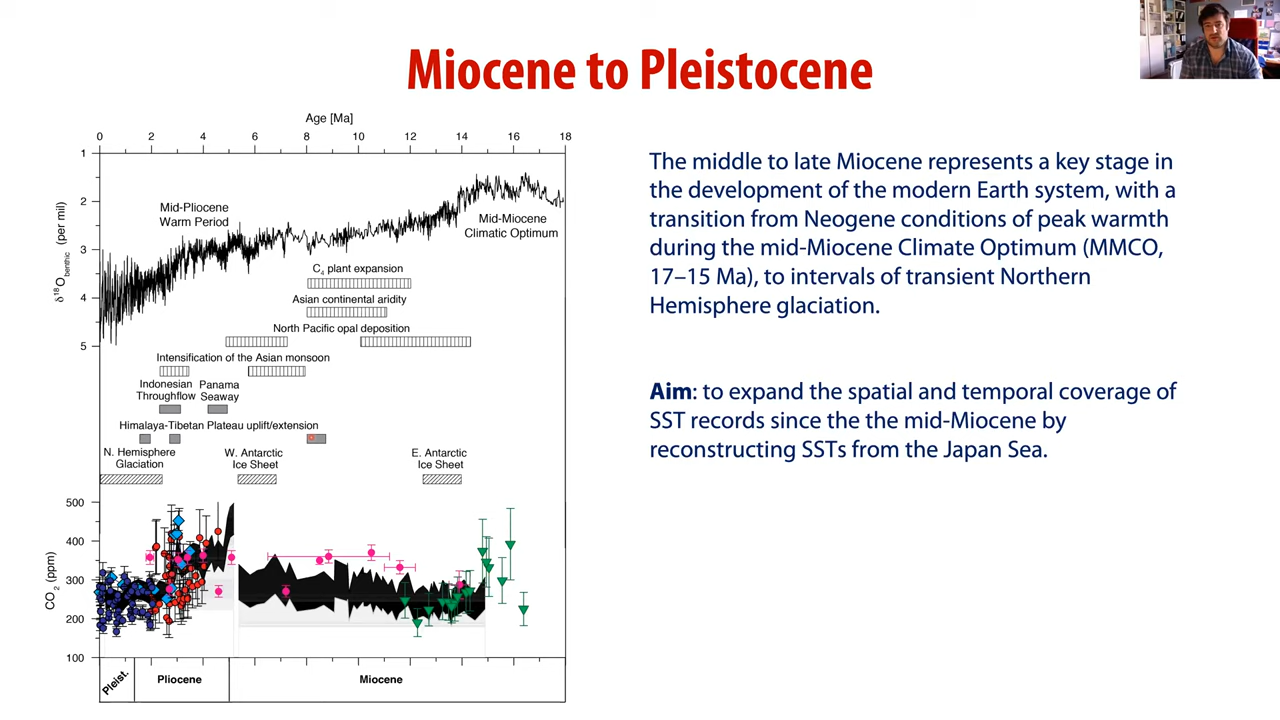 Miocene to Pleistocene
Age [Ma]
0 2 4 6 8 10 12 14 16 18
1
2
3
4
5
δ18Obenthic (per mil)
Mid-Pliocene
Warm Period
Mid-Miocene
Climatic Optimum
C4 plant expansion
Asian continental aridity
North Pacific opal deposition
Intensification of the Asian monsoon
Indonesian
Throughflow
Panama
Seaway
Himalaya-Tibetan Plateau uplift/extension
N. Hemisphere
Glaciation
W. Antarctic
Ice Sheet
E. Antarctic
Ice Sheet
500
400
300
200
100
CO2 (ppm)
Pleist.
Pliocene
Miocene
The middle to late Miocene represents a key stage in
the development of the modern Earth system, with a
transition from Neogene conditions of peak warmth
during the mid-Miocene Climate Optimum (MMCO,
17–15 Ma), to intervals of transient Northern
Hemisphere glaciation.
Aim: to expand the spatial and temporal coverage of
SST records since the the mid-Miocene by
reconstructing SSTs from the Japan Sea.